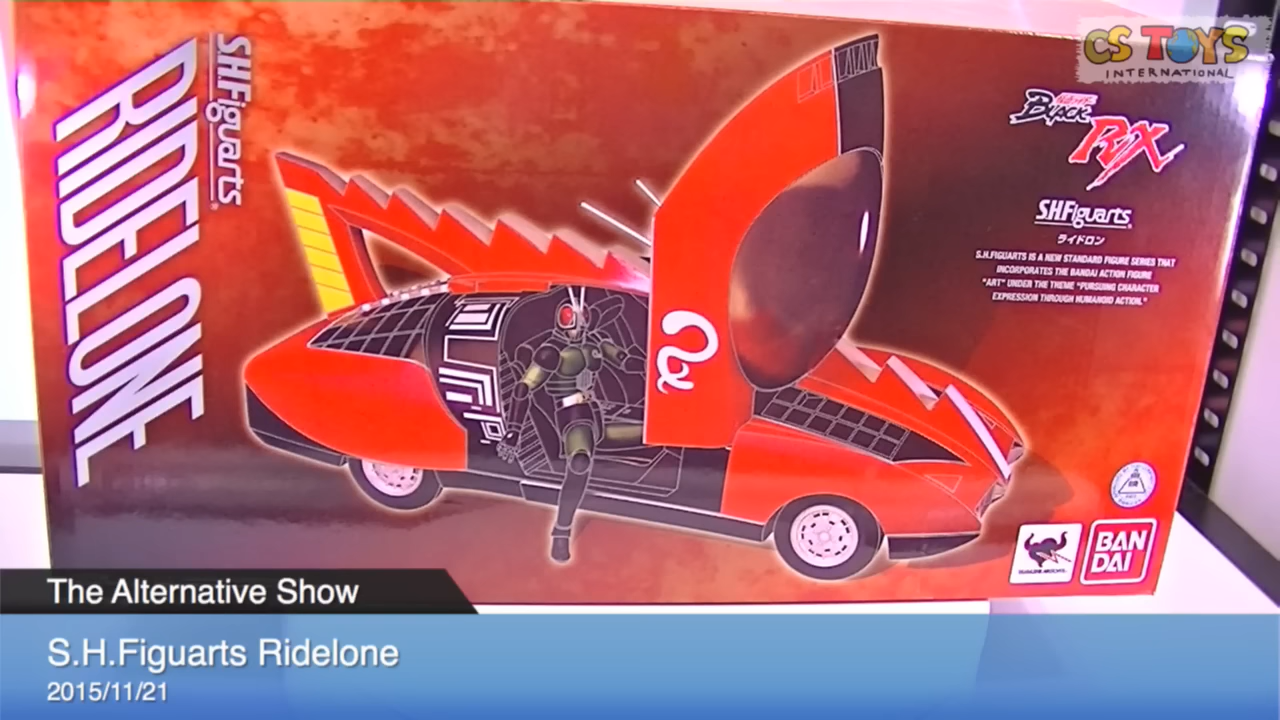 CS TOYS
INTERNATIONAL
S.H.Figuarts
RIDELONE
BLACK
RX
S.H.Figuarts
ライドロン
S.H.FIGUARTS IS A NEW STANDARD FIGURE SERIES THAT
INCORPORATES THE BANDAI ACTION FIGURE
"ART" UNDER THE THEME "PURSUING CHARACTER
EXPRESSION THROUGH HUMANOID ACTION."
BAN
DAI
The Alternative Show
S.H.Figuarts Ridelone
2015/11/21